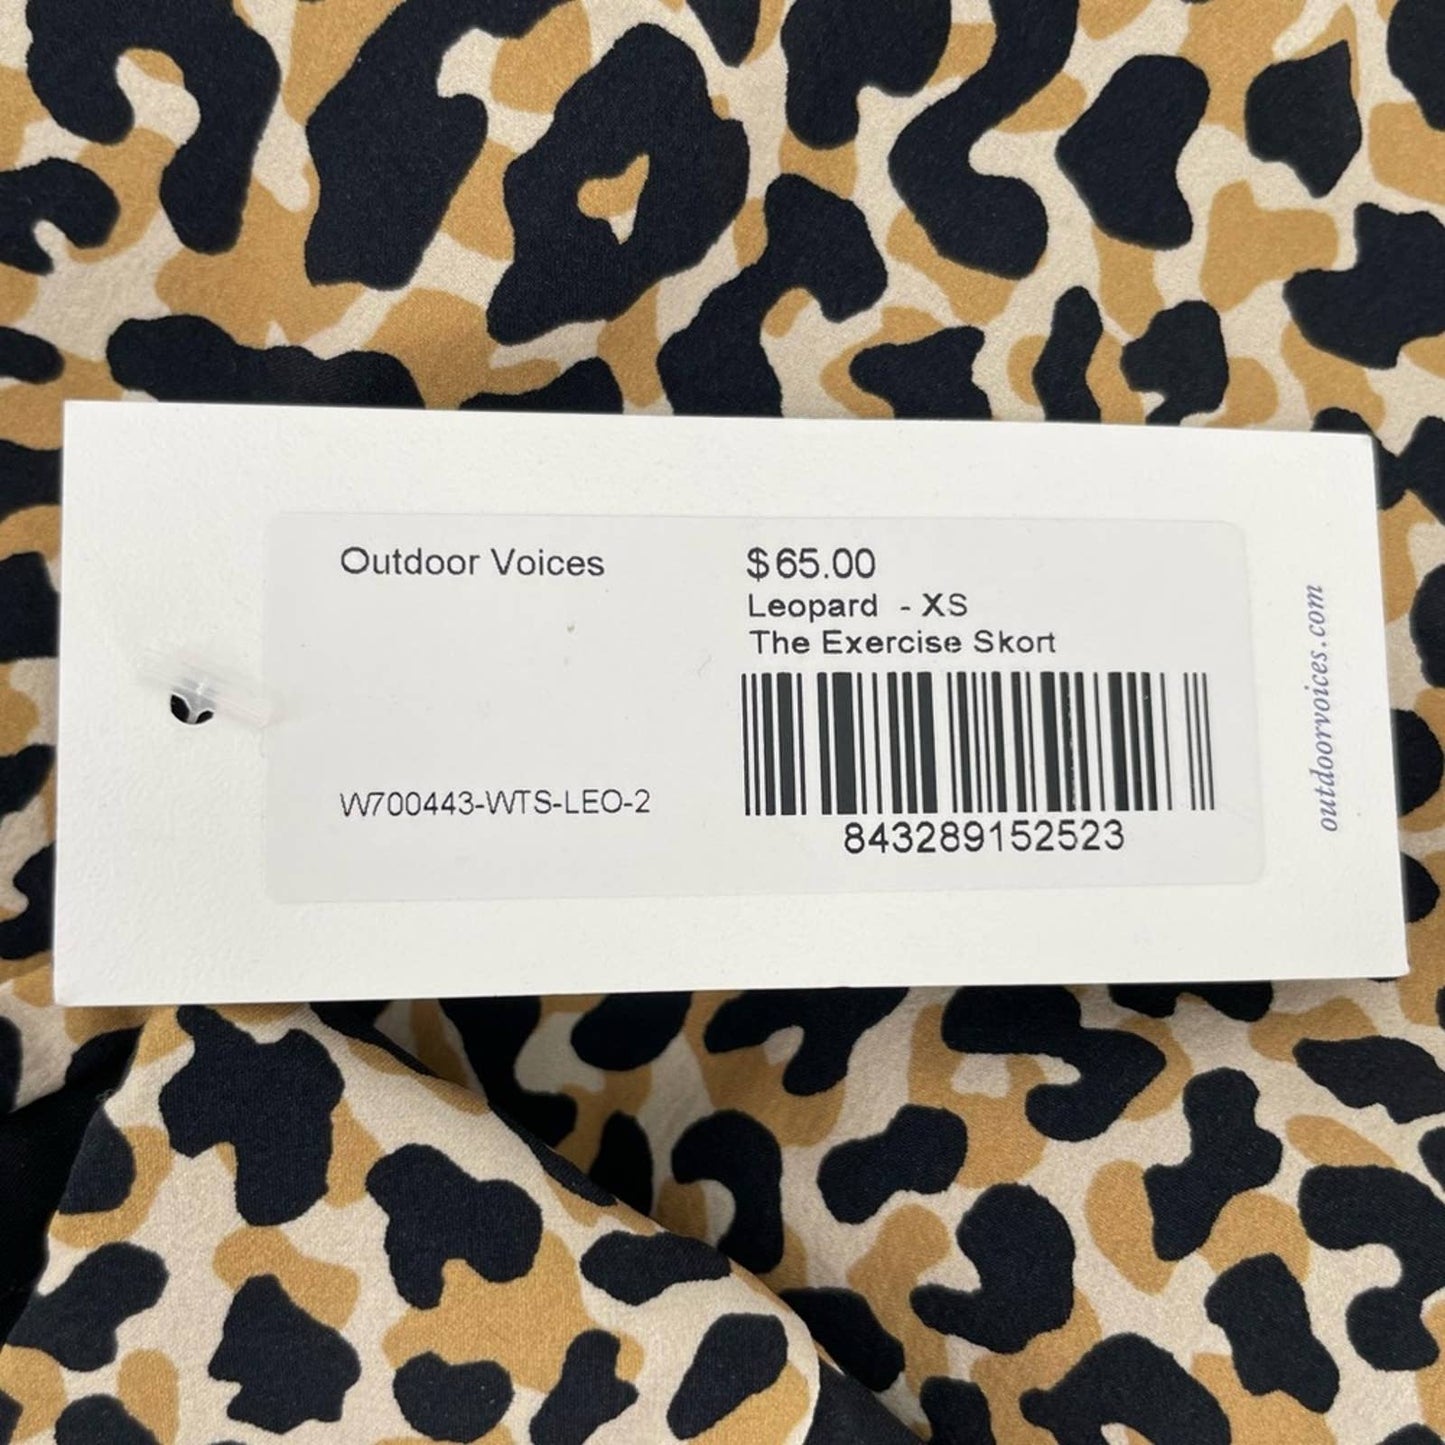 Outdoor Voices
$65.00
Leopard - XS
The Exercise Skort
W700443-WTS-LEO-2
843289152523
outdoorvoices.com